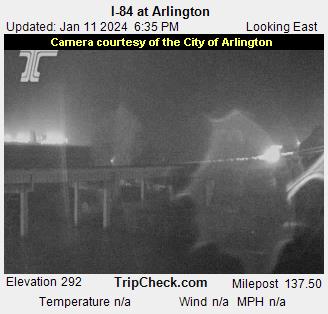 I-84 at Arlington
Updated: Jan 11 2024 6:35 PM Looking East
Camera courtesy of the City of Arlington
Elevation 292 TripCheck.com Milepost 137.50
Temperature n/a Wind n/a MPH n/a